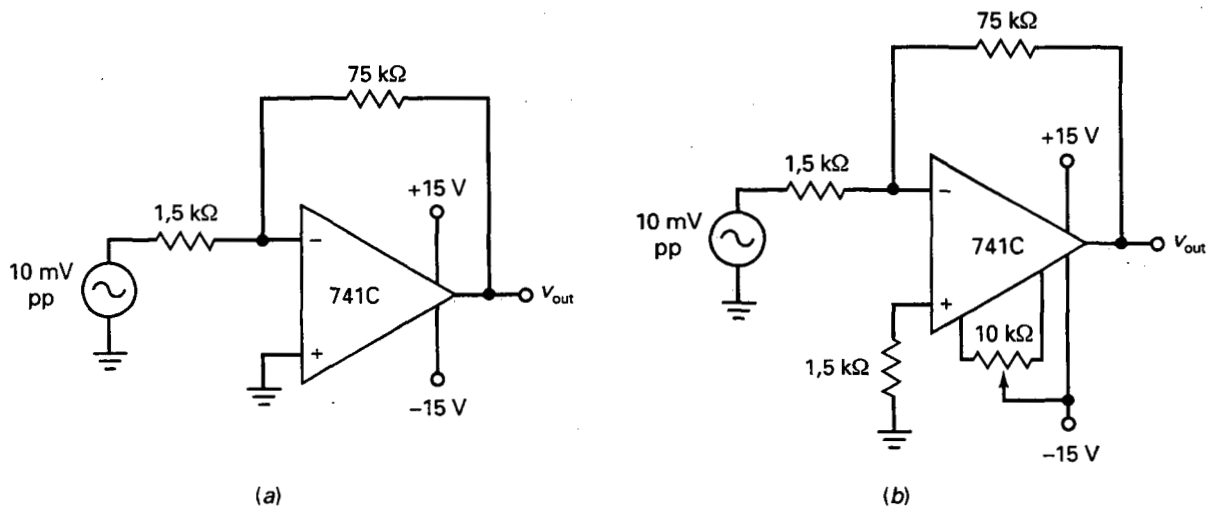 75 kΩ
+15 V
1,5 kΩ
10 mV
pp
−
741C
+
v_out
−15 V
(a)
75 kΩ
+15 V
1,5 kΩ
10 mV
pp
−
741C
+
v_out
10 kΩ
1,5 kΩ
−15 V
(b)